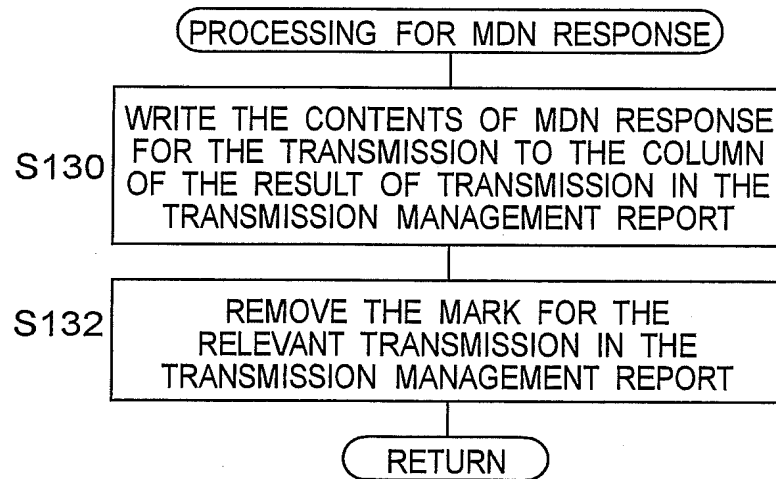 PROCESSING FOR MDN RESPONSE
S130
WRITE THE CONTENTS OF MDN RESPONSE
FOR THE TRANSMISSION TO THE COLUMN
OF THE RESULT OF TRANSMISSION IN THE
TRANSMISSION MANAGEMENT REPORT
S132
REMOVE THE MARK FOR THE
RELEVANT TRANSMISSION IN THE
TRANSMISSION MANAGEMENT REPORT
RETURN